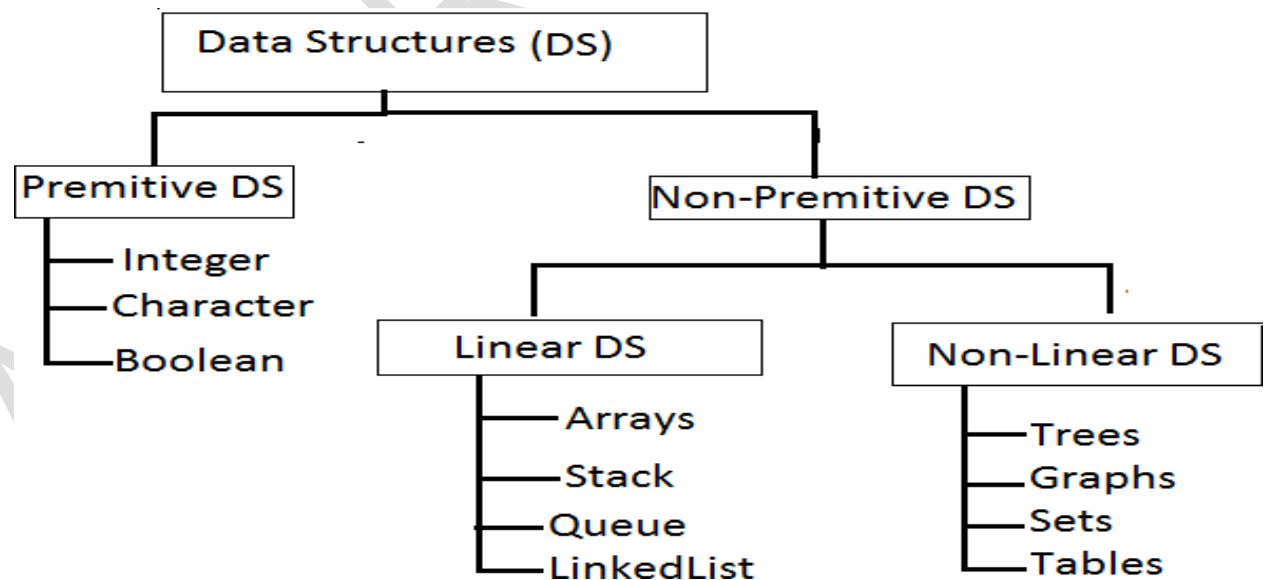 Data Structures (DS)
Premitive DS
Non-Premitive DS
Integer
Character
Boolean
Linear DS
Non-Linear DS
Arrays
Stack
Queue
LinkedList
Trees
Graphs
Sets
Tables